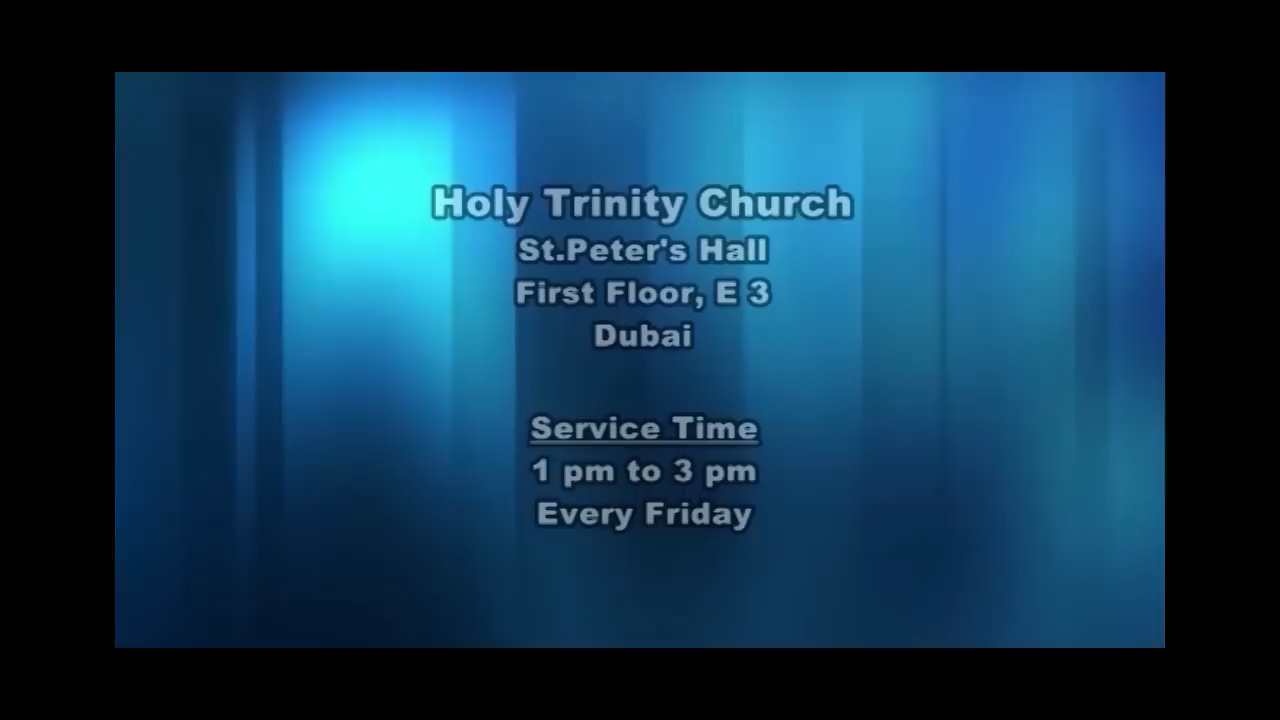 Holy Trinity Church
St.Peter's Hall
First Floor, E 3
Dubai
Service Time
1 pm to 3 pm
Every Friday